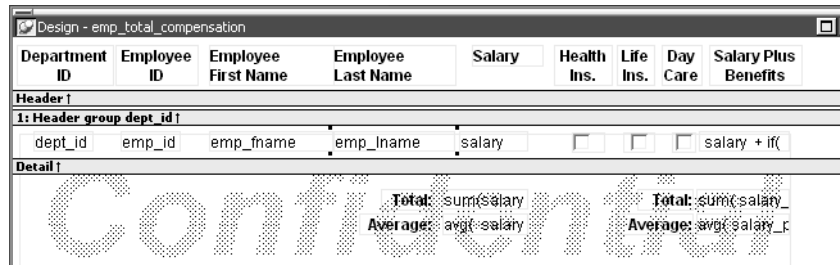 Design - emp_total_compensation
Department Employee Employee Employee Salary Health Life Day Salary Plus
ID ID First Name Last Name Ins. Ins. Care Benefits
Header ↑
1: Header group dept_id ↑
dept_id emp_id emp_fname emp_lname salary salary + if(
Detail ↑
Confidential
Total: sum(salary Total: sum( salary_
Average: avg( salary Average: avg( salary_p